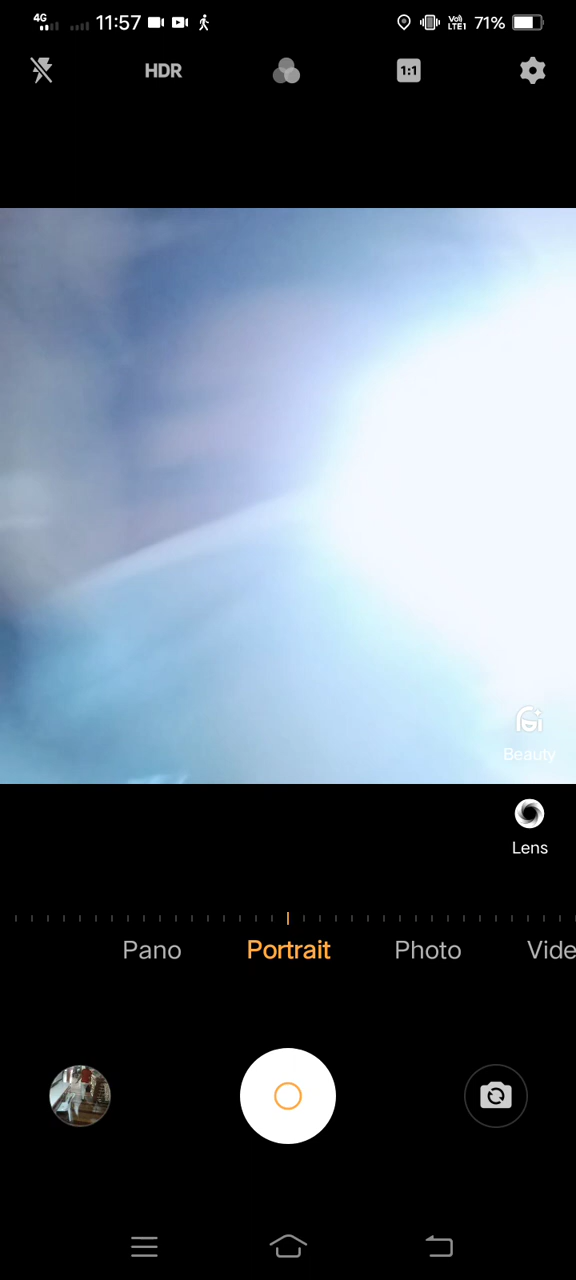 4G 11:57 Vo)) LTE1 71%
HDR 1:1
Beauty
Lens
Pano Portrait Photo Vide